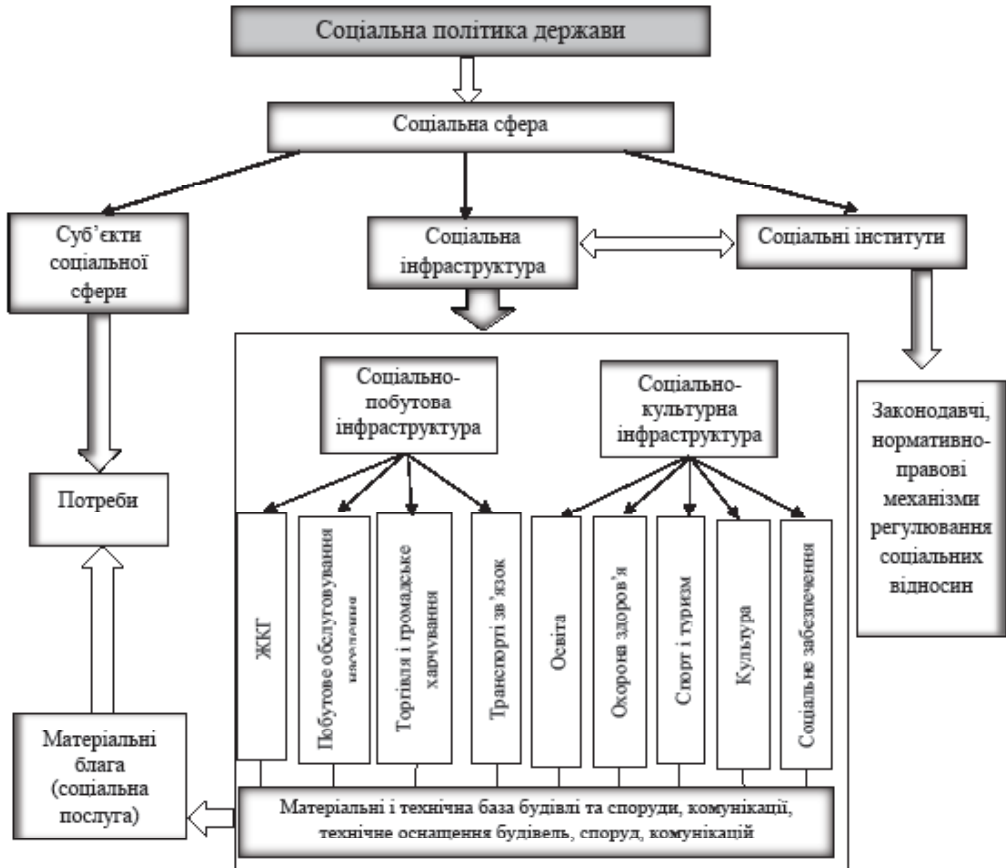 Соціальна політика держави
Соціальна сфера
Суб’єкти
соціальної
сфери
Соціальна
інфраструктура
Соціальні інститути
Соціально-
побутова
інфраструктура
Соціально-
культурна
інфраструктура
Законодавчі,
нормативно-
правові
механізми
регулювання
соціальних
відносин
Потреби
ЖКГ
Побутове обслуговування
населення
Торгівля і громадське
харчування
Транспорті зв’язок
Освіта
Охорона здоров’я
Спорт і туризм
Культура
Соціальне забезпечення
Матеріальні
блага
(соціальна
послуга)
Матеріальні і технічна база будівлі та споруди, комунікації,
технічне оснащення будівель, споруд, комунікацій